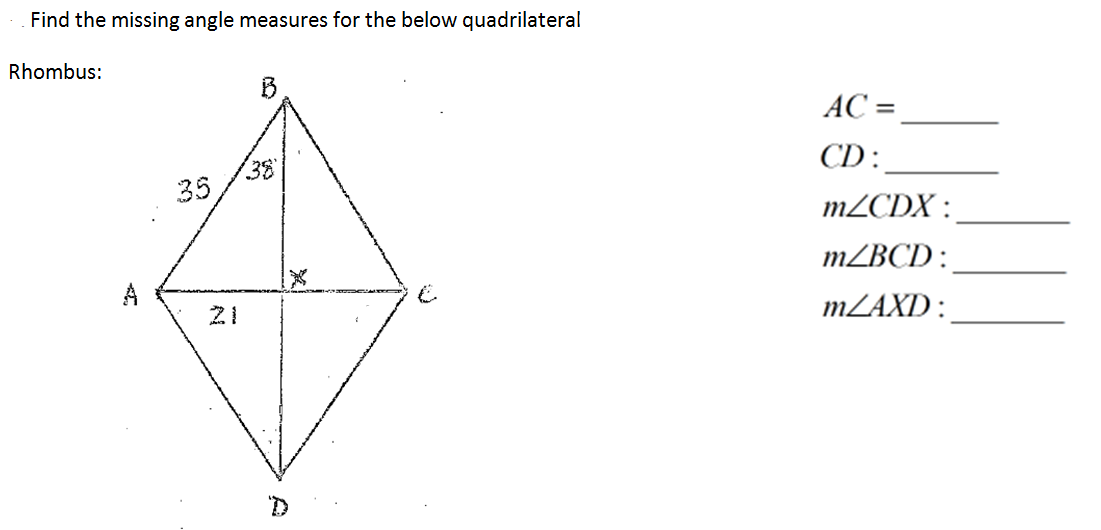 Find the missing angle measures for the below quadrilateral
Rhombus:
B
AC = ______
CD : ______
38°
35
m∠CDX : ______
m∠BCD : ______
X
A
C
21
m∠AXD : ______
D